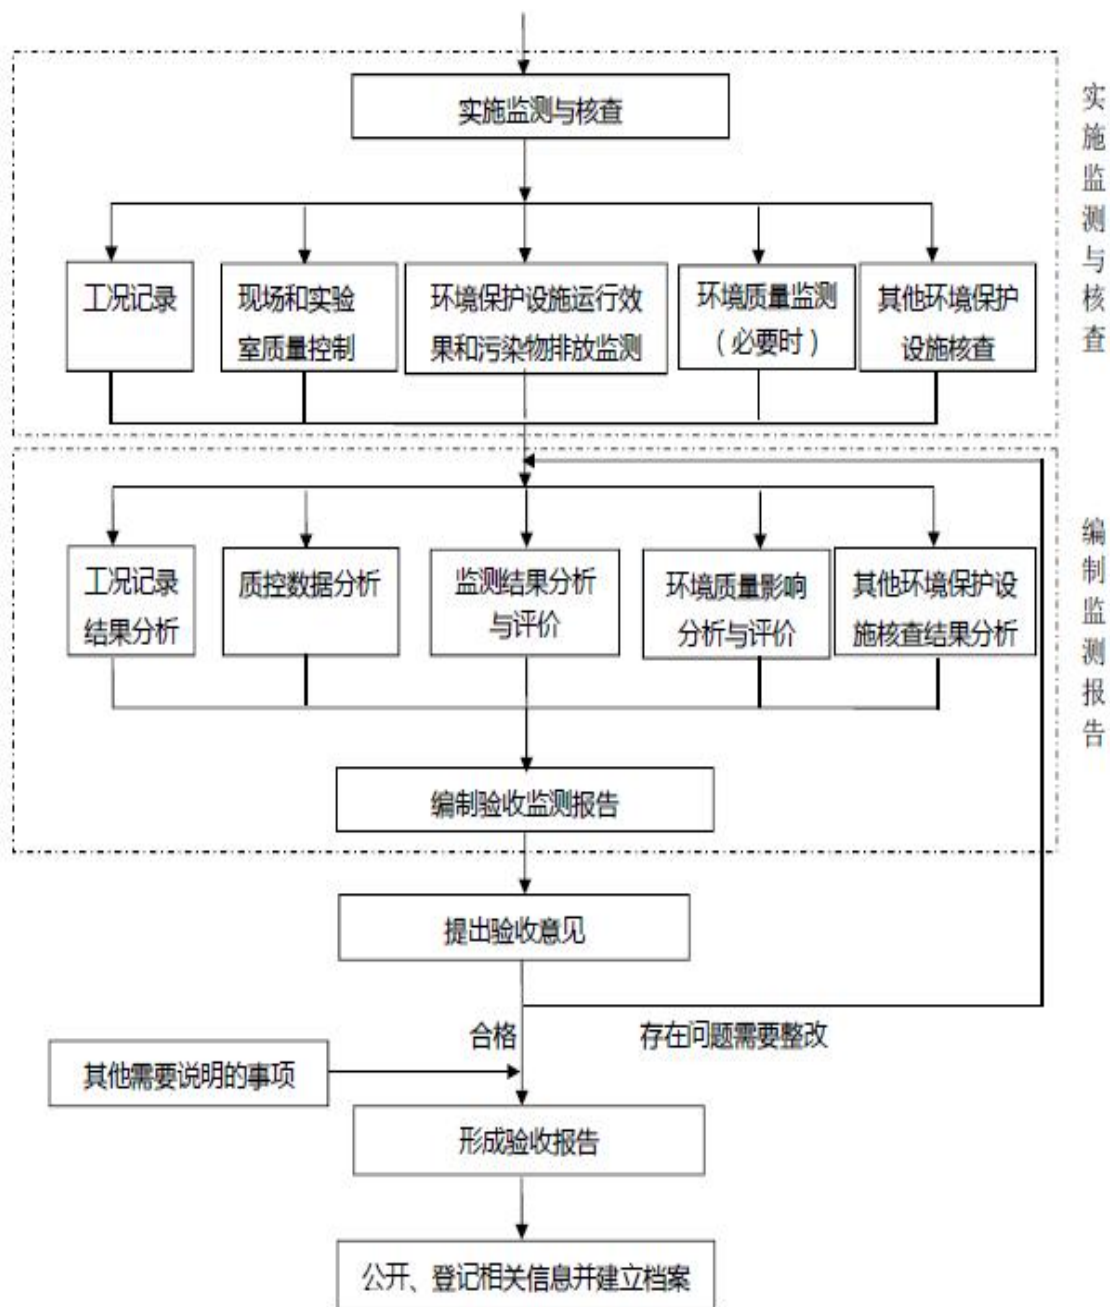 实施监测与核查
实施监测与核查
工况记录
现场和实验
室质量控制
环境保护设施运行效
果和污染物排放监测
环境质量监测
（必要时）
其他环境保护
设施核查
编制监测报告
工况记录
结果分析
质控数据分析
监测结果分析
与评价
环境质量影响
分析与评价
其他环境保护设
施核查结果分析
编制验收监测报告
提出验收意见
合格
存在问题需要整改
其他需要说明的事项
形成验收报告
公开、登记相关信息并建立档案